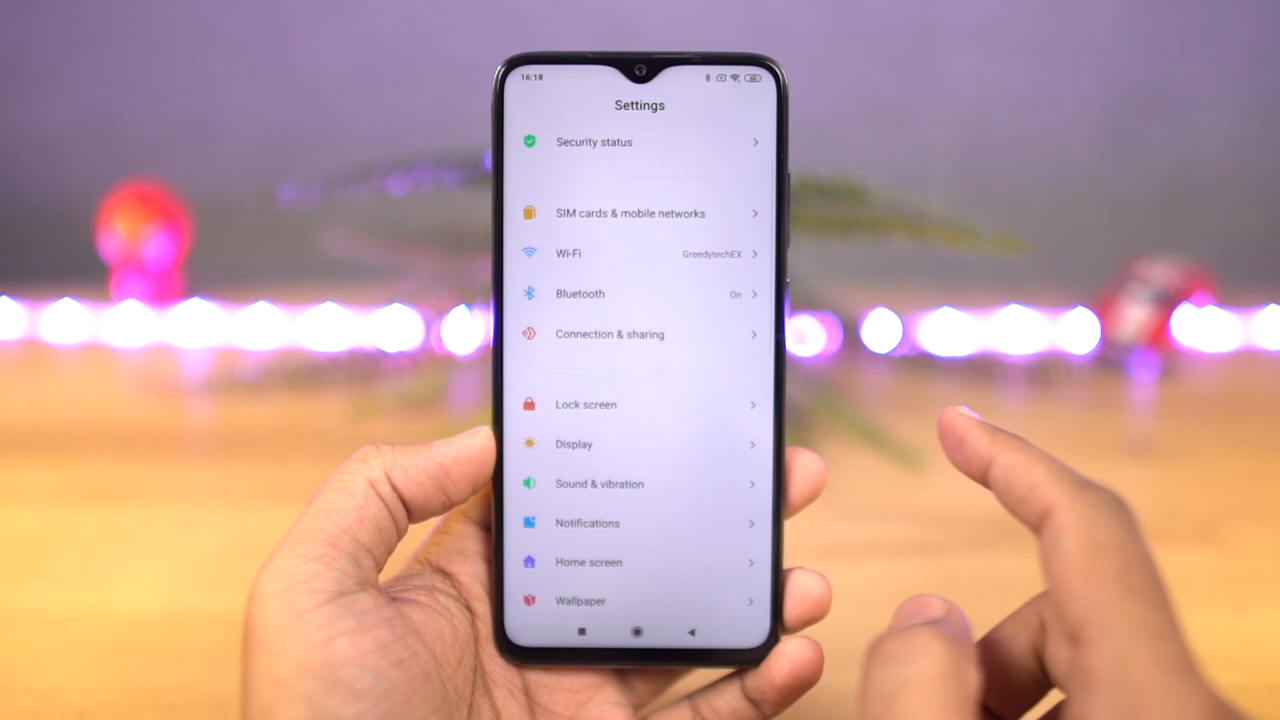 16:18
Settings
Security status
SIM cards & mobile networks
Wi-Fi GreedytechEX
Bluetooth On
Connection & sharing
Lock screen
Display
Sound & vibration
Notifications
Home screen
Wallpaper